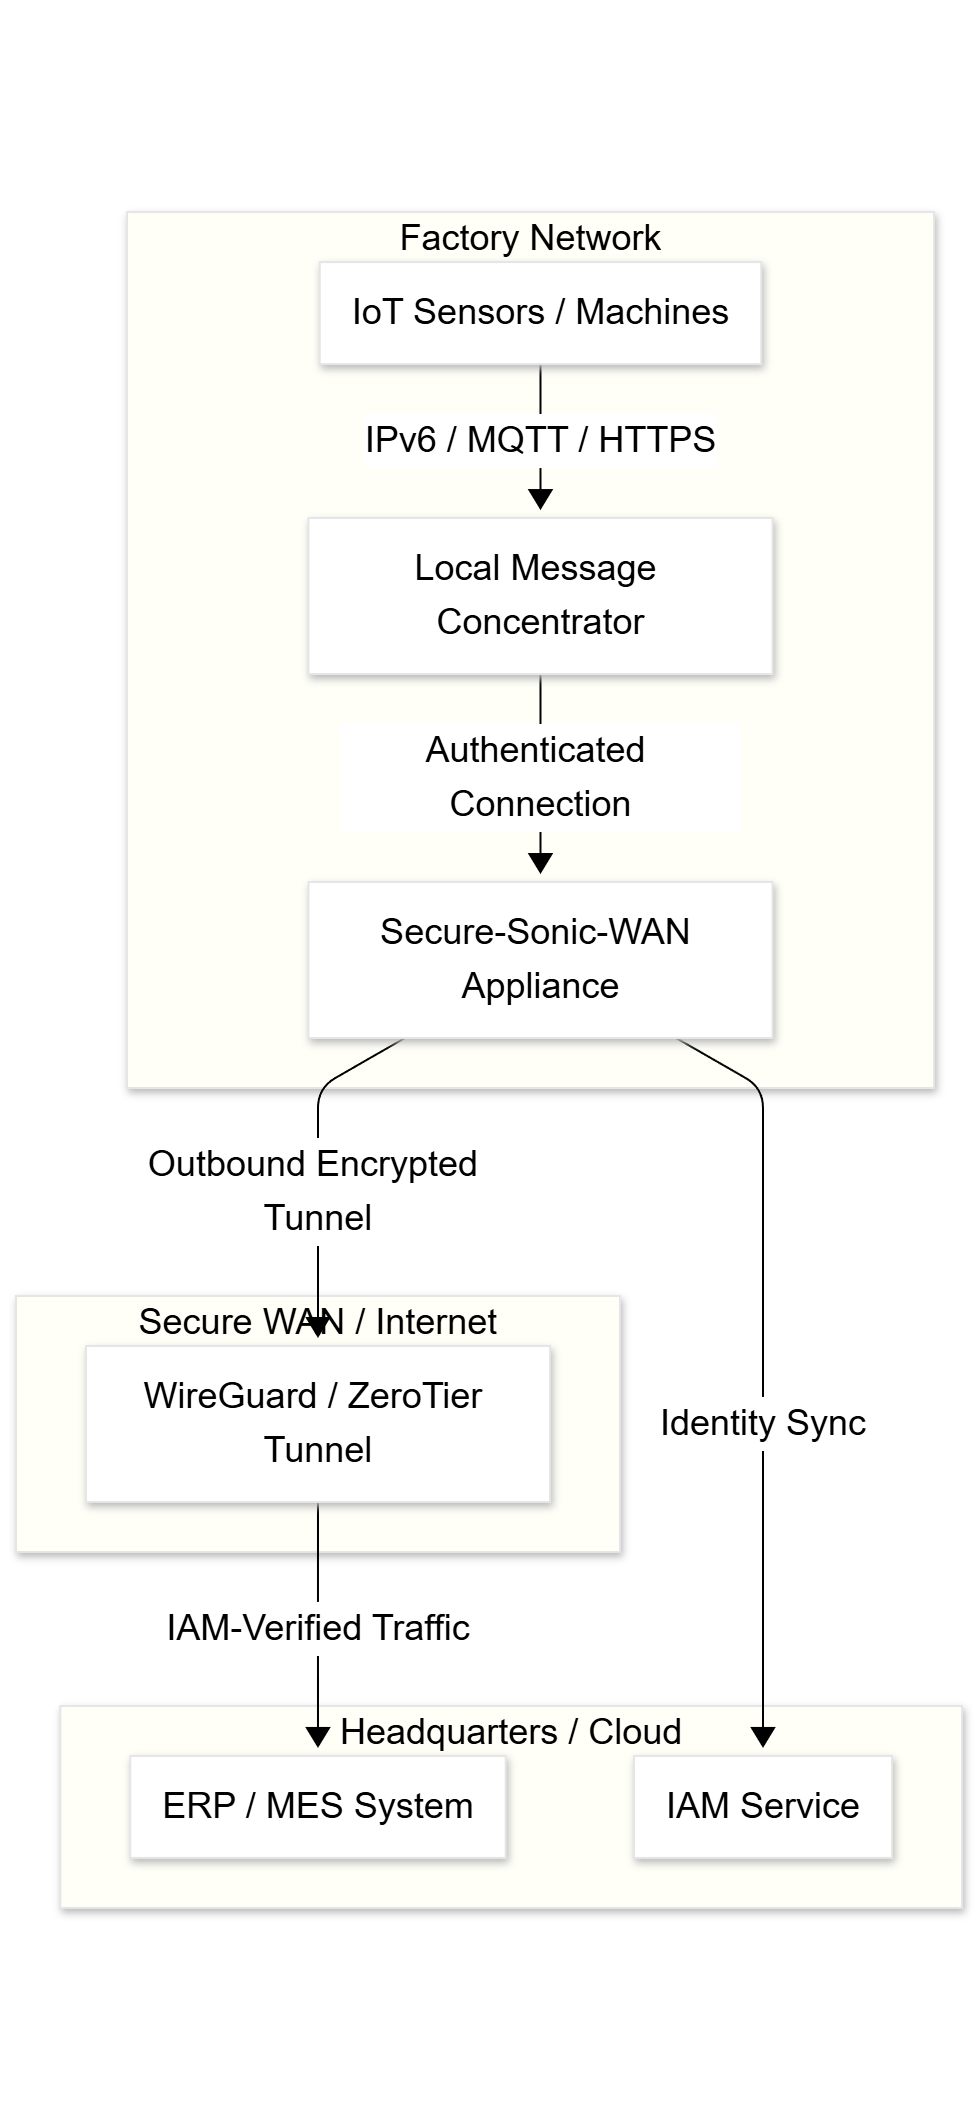 Factory Network
IoT Sensors / Machines
IPv6 / MQTT / HTTPS
Local Message
Concentrator
Authenticated
Connection
Secure-Sonic-WAN
Appliance
Outbound Encrypted
Tunnel
Secure WAN / Internet
WireGuard / ZeroTier
Tunnel
Identity Sync
IAM-Verified Traffic
Headquarters / Cloud
ERP / MES System
IAM Service